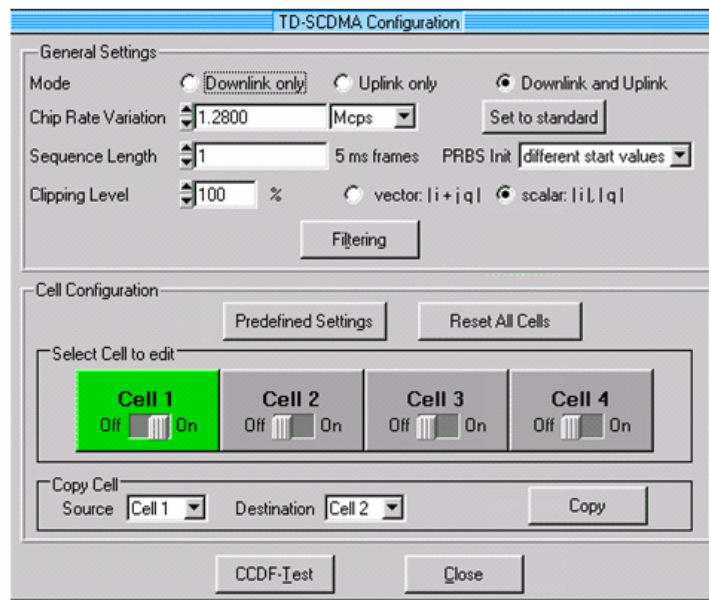 TD-SCDMA Configuration
General Settings
Mode Downlink only Uplink only Downlink and Uplink
Chip Rate Variation 1.2800 Mcps Set to standard
Sequence Length 1 5 ms frames PRBS Init different start values
Clipping Level 100 % vector: | i + j q | scalar: | i |, | q |
Filtering
Cell Configuration
Predefined Settings Reset All Cells
Select Cell to edit
Cell 1 Cell 2 Cell 3 Cell 4
Off On Off On Off On Off On
Copy Cell
Source Cell 1 Destination Cell 2 Copy
CCDF-Test Close